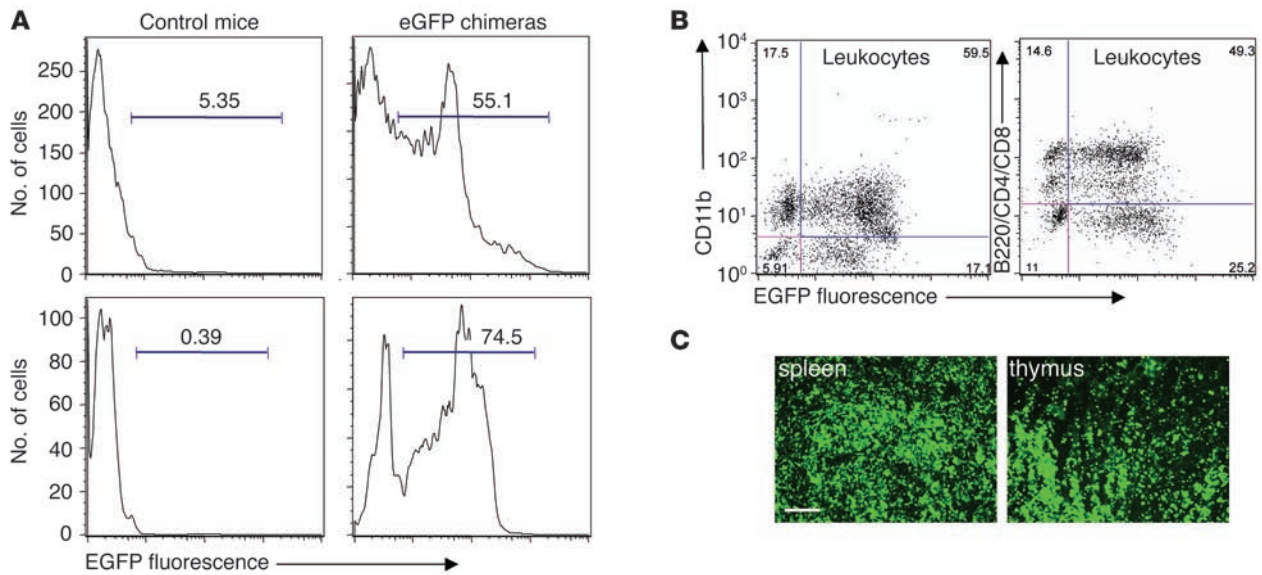 A
Control mice
eGFP chimeras
No. of cells
250
200
150
100
50
0
5.35
55.1
No. of cells
100
80
60
40
20
0
0.39
74.5
EGFP fluorescence
B
CD11b
10⁴
10³
10²
10¹
10⁰
17.5
Leukocytes
59.5
5.91
17.1
B220/CD4/CD8
14.6
Leukocytes
49.3
11
25.2
EGFP fluorescence
C
spleen
thymus